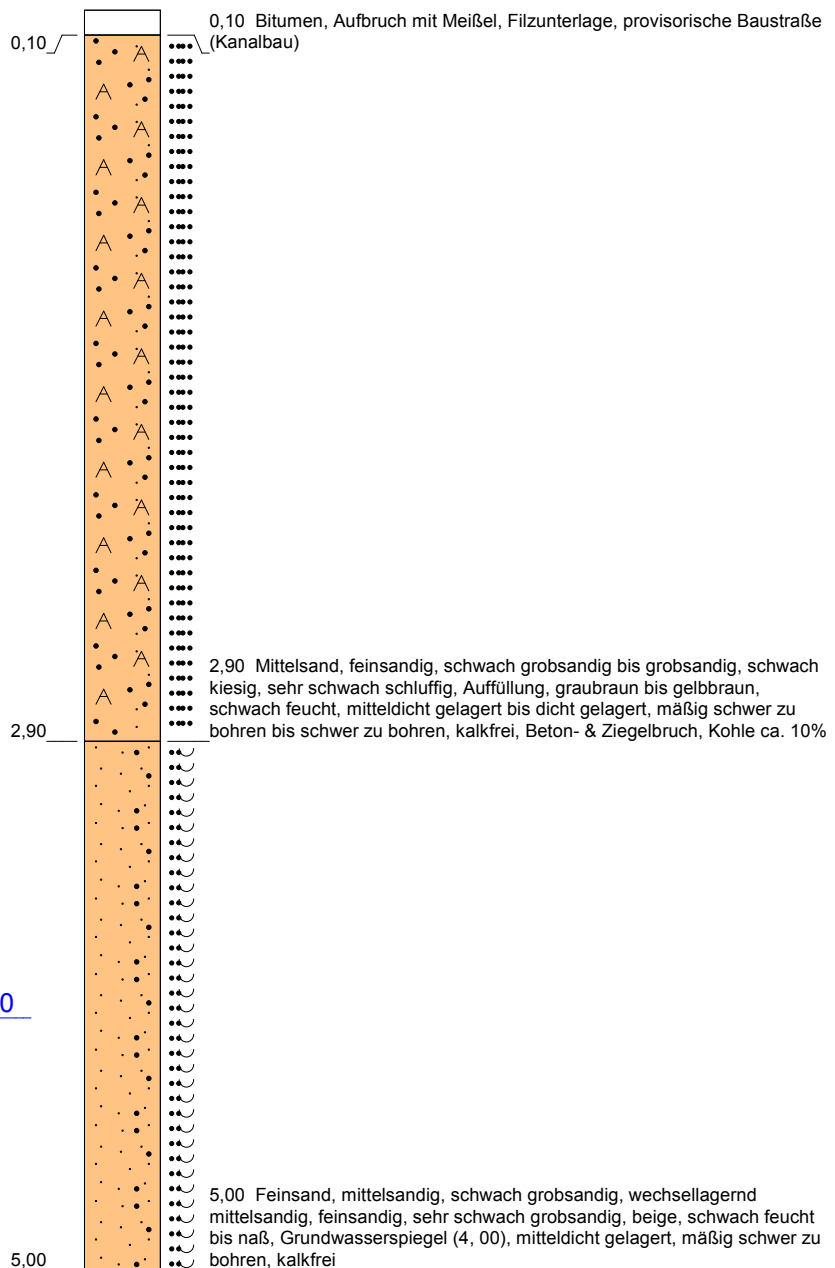 0,10 Bitumen, Aufbruch mit Meißel, Filzunterlage, provisorische Baustraße
(Kanalbau)
0,10
2,90 Mittelsand, feinsandig, schwach grobsandig bis grobsandig, schwach
kiesig, sehr schwach schluffig, Auffüllung, graubraun bis gelbbraun,
schwach feucht, mitteldicht gelagert bis dicht gelagert, mäßig schwer zu
bohren bis schwer zu bohren, kalkfrei, Beton- & Ziegelbruch, Kohle ca. 10%
2,90
0
5,00 Feinsand, mittelsandig, schwach grobsandig, wechsellagernd
mittelsandig, feinsandig, sehr schwach grobsandig, beige, schwach feucht
bis naß, Grundwasserspiegel (4, 00), mitteldicht gelagert, mäßig schwer zu
bohren, kalkfrei
5,00